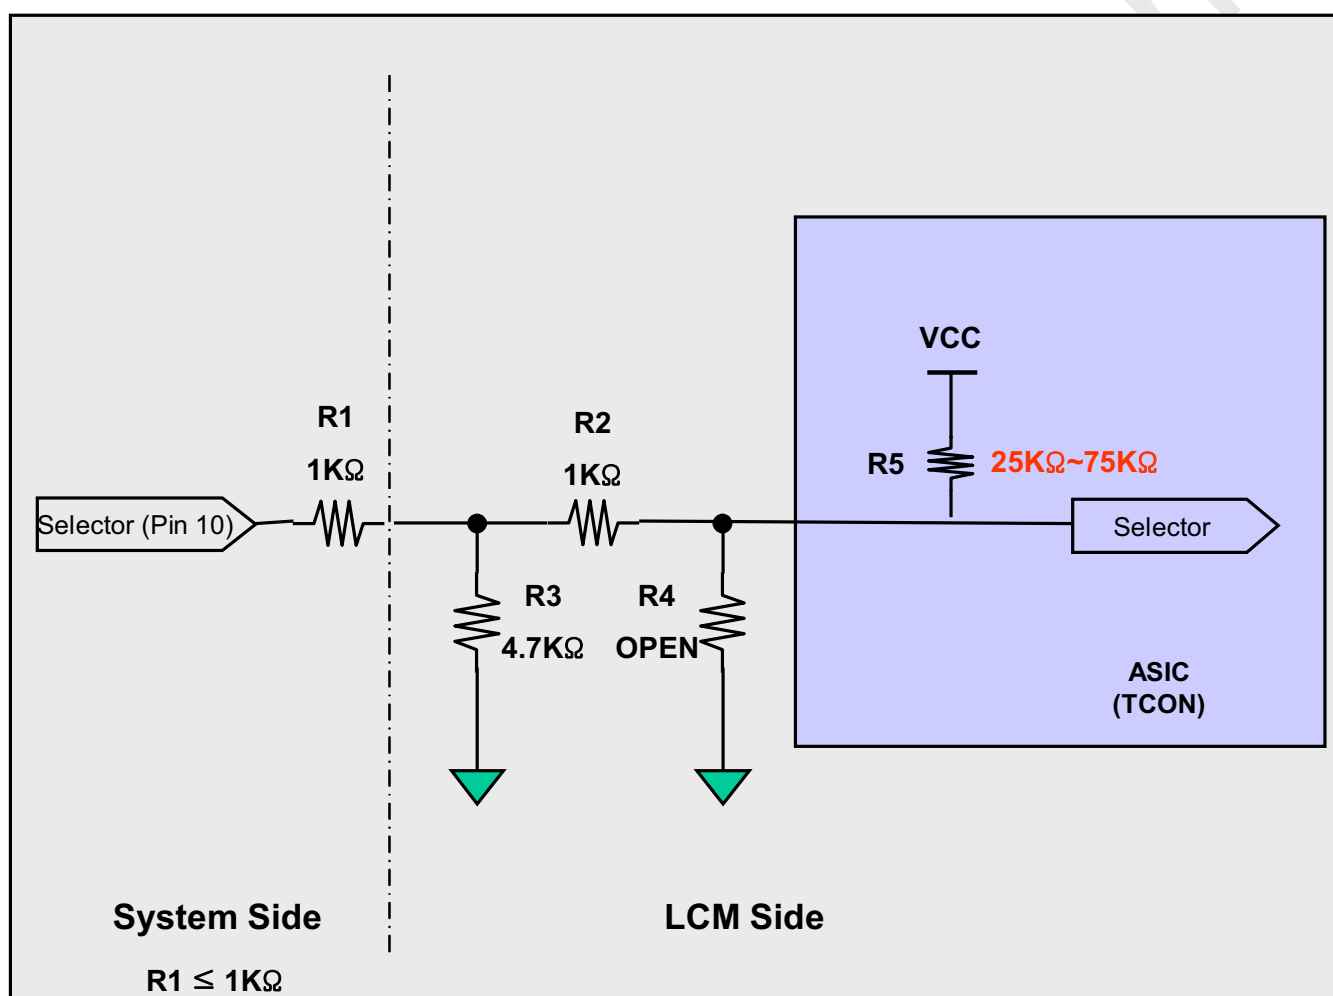 VCC
R1
R2
1KΩ
1KΩ
R5
25KΩ~75KΩ
Selector (Pin 10)
Selector
R3
R4
4.7KΩ
OPEN
ASIC
(TCON)
System Side
LCM Side
R1 ≤ 1KΩ